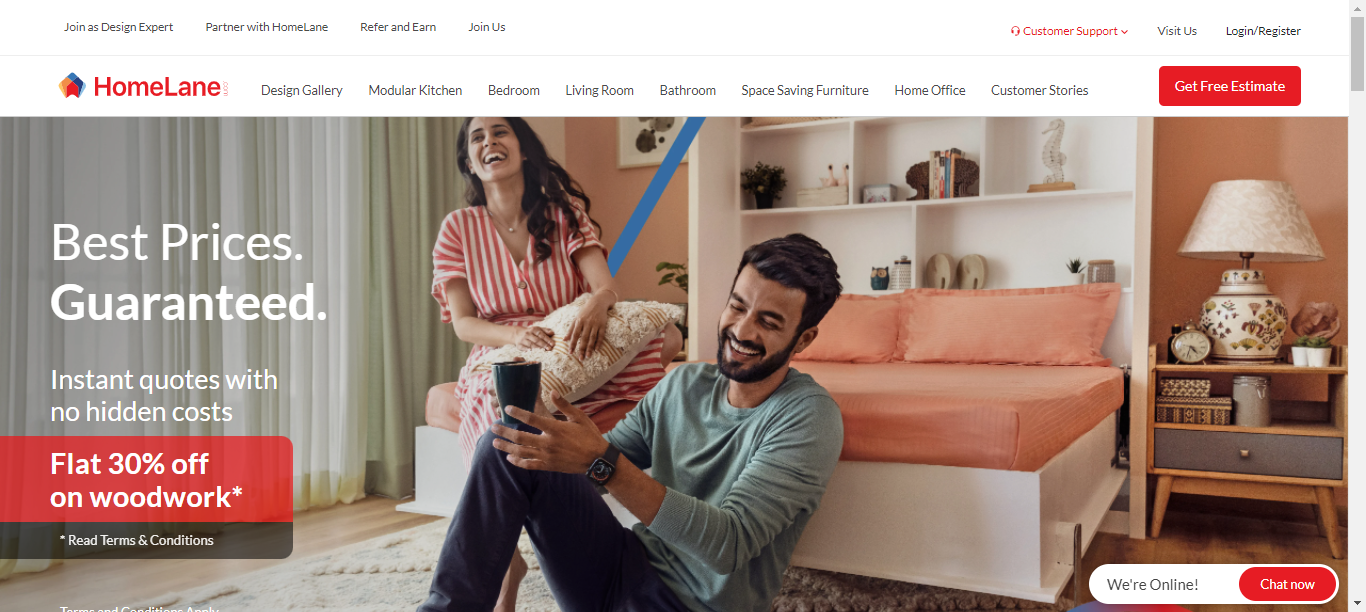 Join as Design Expert
Partner with HomeLane
Refer and Earn
Join Us
Customer Support
Visit Us
Login/Register
HomeLane
Design Gallery
Modular Kitchen
Bedroom
Living Room
Bathroom
Space Saving Furniture
Home Office
Customer Stories
Get Free Estimate
Best Prices.
Guaranteed.
Instant quotes with
no hidden costs
Flat 30% off
on woodwork*
* Read Terms & Conditions
Terms and Conditions Apply
We're Online!
Chat now